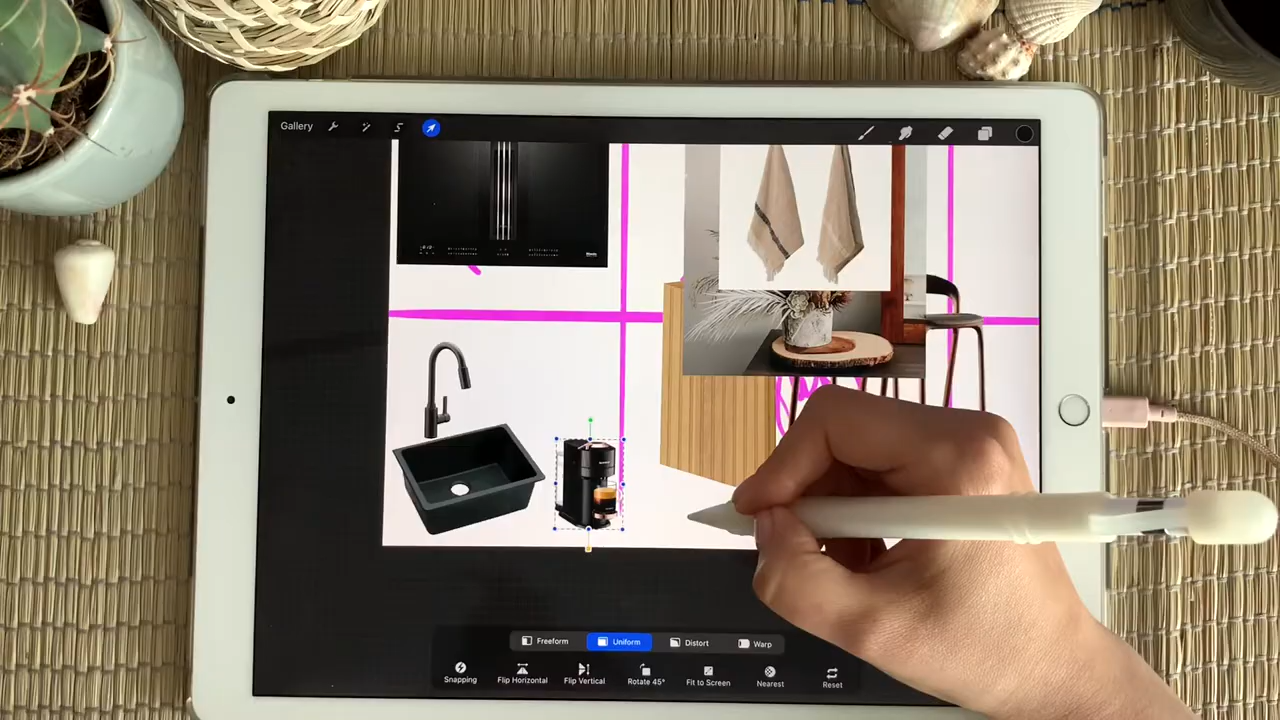 Gallery
Freeform Uniform Distort Warp
Snapping Flip Horizontal Flip Vertical Rotate 45° Fit to Screen Nearest Reset